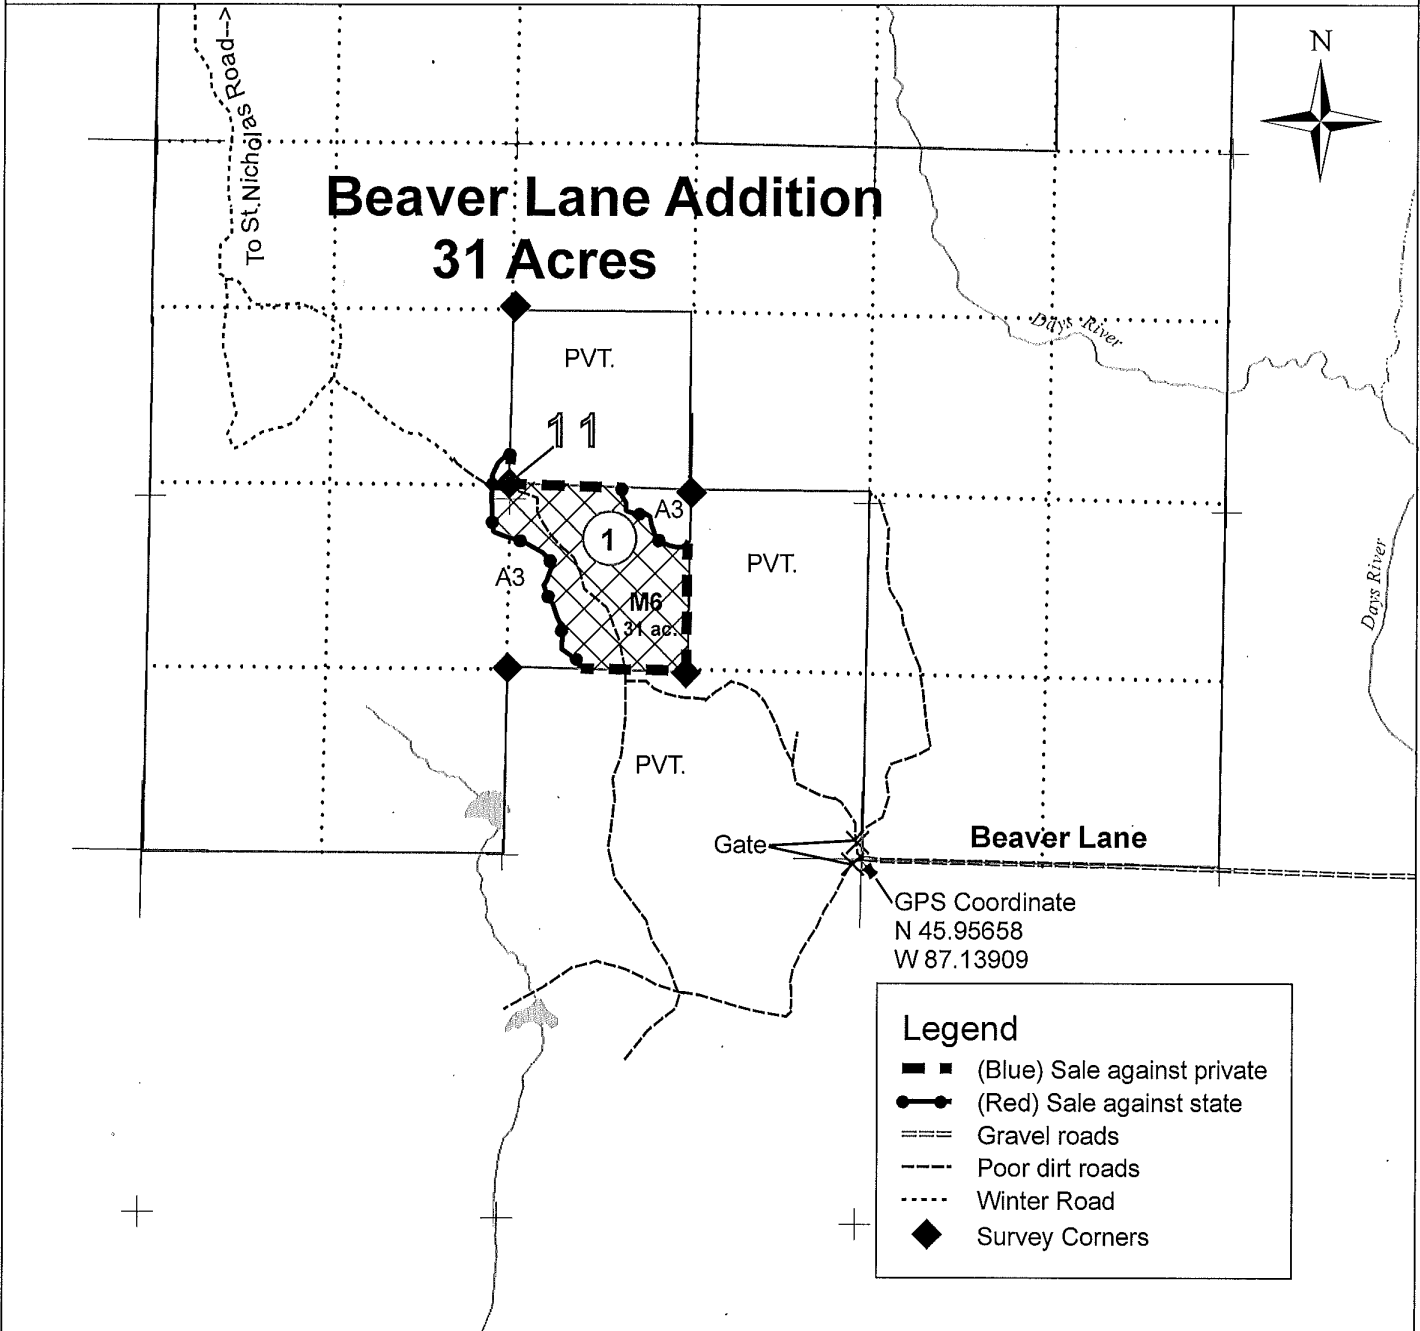 To St.Nicholas Road-->
N
Beaver Lane Addition
31 Acres
Days River
PVT.
11
A3
1
PVT.
A3
M6
31 ac.
Days River
PVT.
Gate
Beaver Lane
GPS Coordinate
N 45.95658
W 87.13909
Legend
(Blue) Sale against private
(Red) Sale against state
Gravel roads
Poor dirt roads
Winter Road
Survey Corners